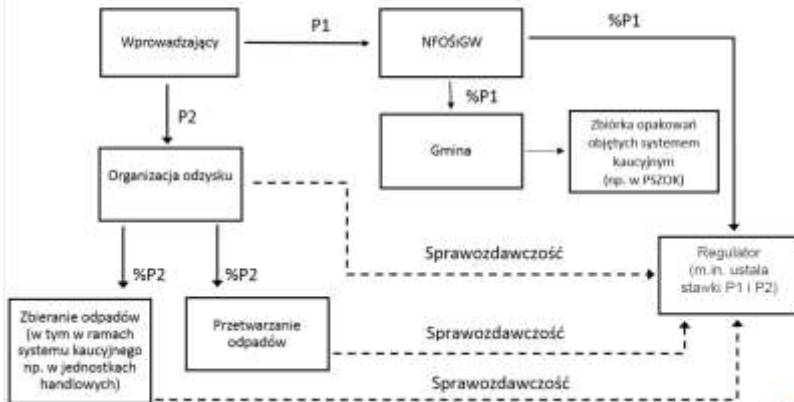 Wprowadzający
P1
NFOŚiGW
%P1
P2
%P1
Organizacja odzysku
Gmina
Zbiórka opakowań
objętych systemem
kaucyjnym
(np. w PSZOK)
Sprawozdawczość
Regulator
(m.in. ustala
stawki P1 i P2)
%P2
%P2
Zbieranie odpadów
(w tym w ramach
systemu kaucyjnego
np. w jednostkach
handlowych)
Przetwarzanie
odpadów
Sprawozdawczość
Sprawozdawczość